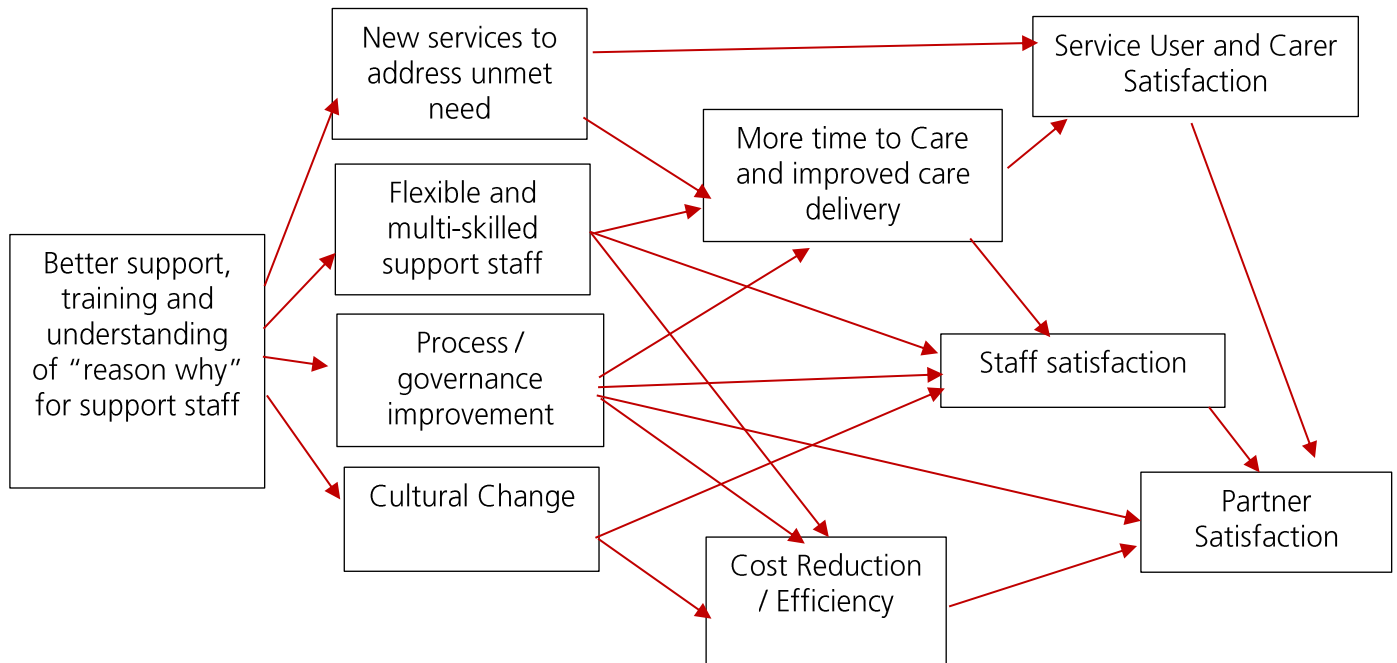 New services to
address unmet
need
Service User and Carer
Satisfaction
More time to Care
and improved care
delivery
Flexible and
multi-skilled
support staff
Better support,
training and
understanding
of “reason why”
for support staff
Process /
governance
improvement
Staff satisfaction
Cultural Change
Partner
Satisfaction
Cost Reduction
/ Efficiency